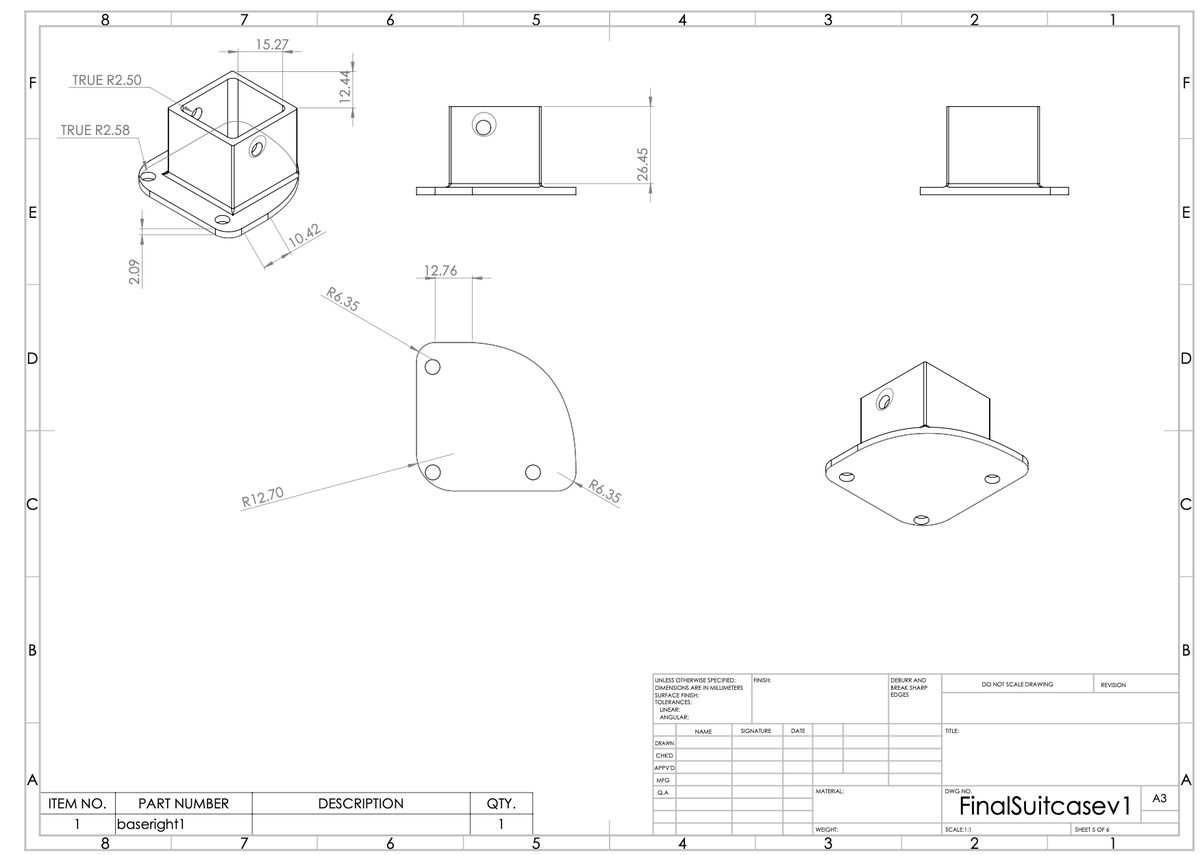 8 7 6 5 4 3 2 1
F F
E E
D D
C C
B B
A A
15.27
TRUE R2.50
12.44
TRUE R2.58
26.45
10.42
2.09
12.76
R6.35
R12.70
R6.35
UNLESS OTHERWISE SPECIFIED:
DIMENSIONS ARE IN MILLIMETERS
SURFACE FINISH:
TOLERANCES:
LINEAR:
ANGULAR:
FINISH:
DEBURR AND
BREAK SHARP
EDGES
DO NOT SCALE DRAWING
REVISION
NAME SIGNATURE DATE
TITLE:
DRAWN
CHK'D
APPV'D
MFG
Q.A
MATERIAL:
DWG NO.
FinalSuitcasev1
A3
WEIGHT:
SCALE:1:1
SHEET 5 OF 6
ITEM NO. PART NUMBER DESCRIPTION QTY.
1 baseright1 1
8 7 6 5 4 3 2 1